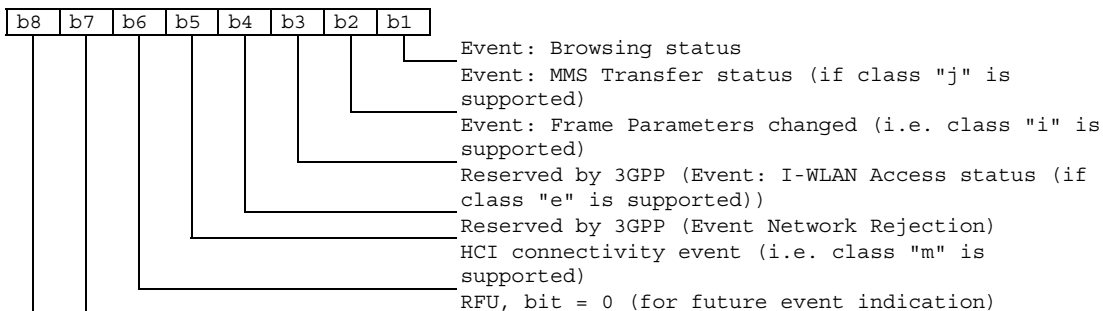 b8 b7 b6 b5 b4 b3 b2 b1
Event: Browsing status
Event: MMS Transfer status (if class "j" is
supported)
Event: Frame Parameters changed (i.e. class "i" is
supported)
Reserved by 3GPP (Event: I-WLAN Access status (if
class "e" is supported))
Reserved by 3GPP (Event Network Rejection)
HCI connectivity event (i.e. class "m" is
supported)
RFU, bit = 0 (for future event indication)